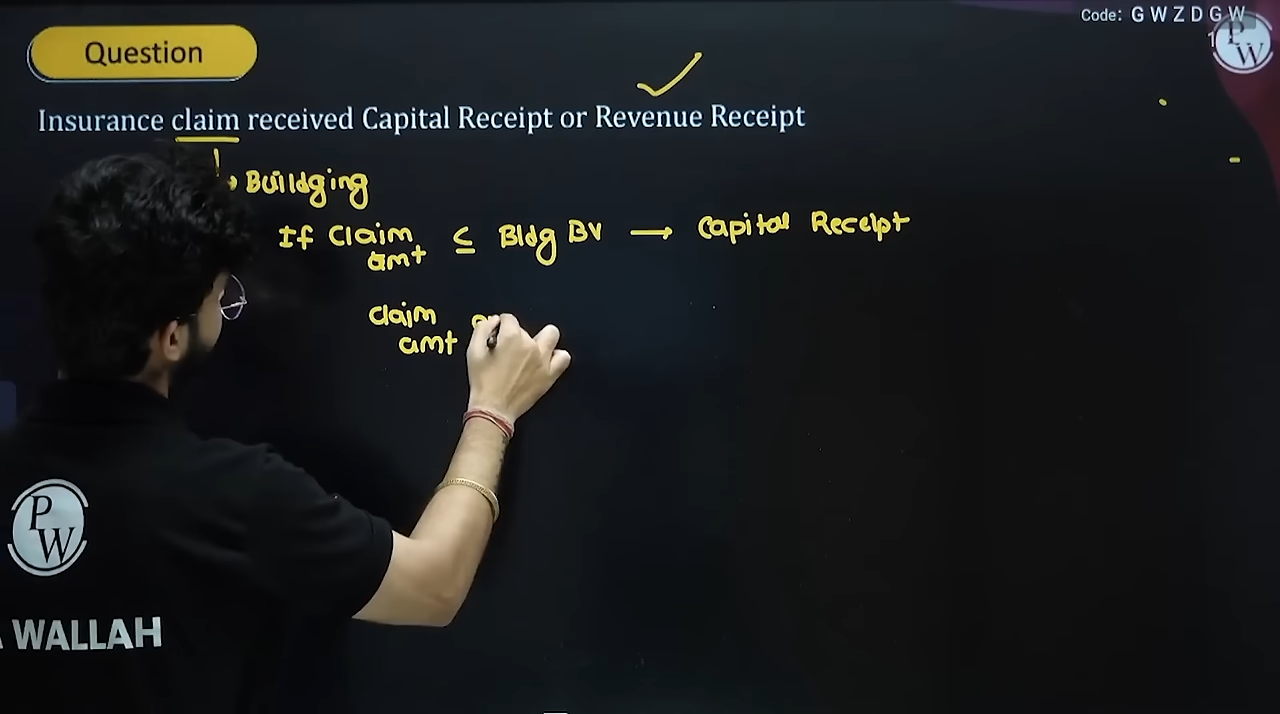 Code: G W Z D G W
Question
P
W
Insurance claim received Capital Receipt or Revenue Receipt
Buildging
If Claim amt ≤ Bldg BV → Capital Receipt
Claim
amt
P
W
WALLAH